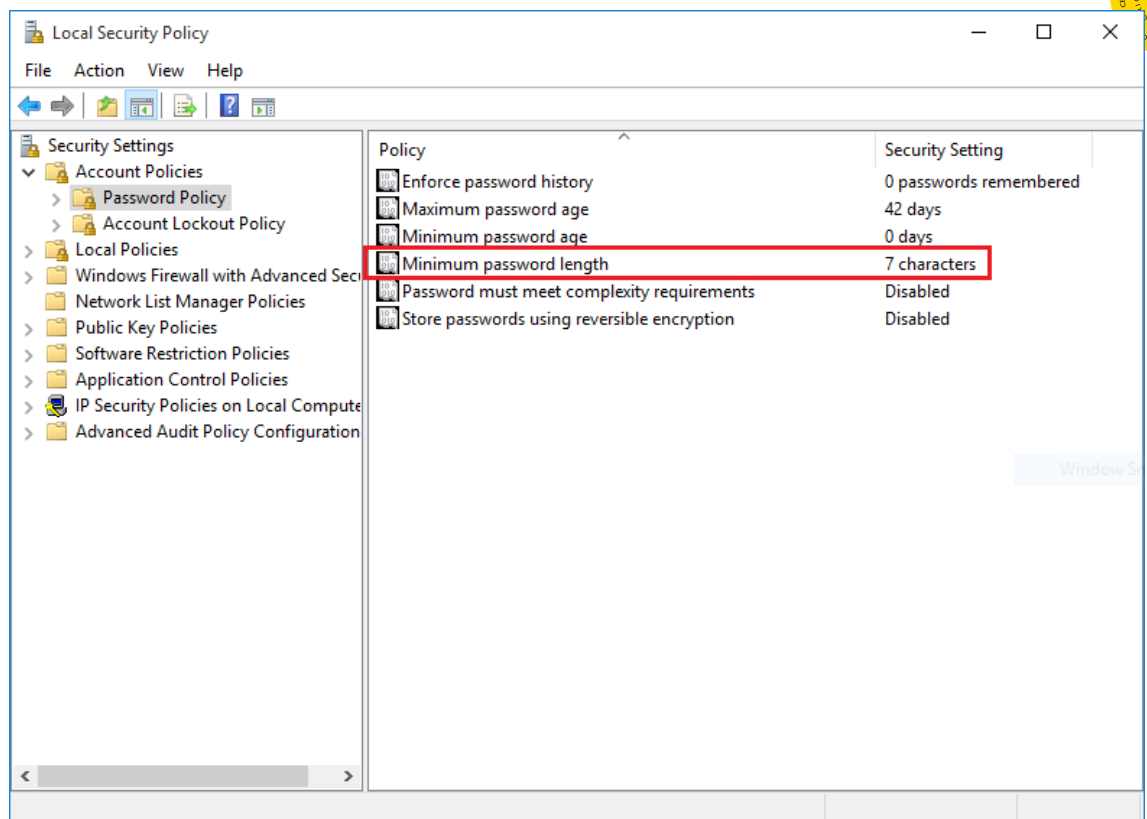 Local Security Policy
File Action View Help
Security Settings
Account Policies
Password Policy
Account Lockout Policy
Local Policies
Windows Firewall with Advanced Secu
Network List Manager Policies
Public Key Policies
Software Restriction Policies
Application Control Policies
IP Security Policies on Local Compute
Advanced Audit Policy Configuration
Policy Security Setting
Enforce password history 0 passwords remembered
Maximum password age 42 days
Minimum password age 0 days
Minimum password length 7 characters
Password must meet complexity requirements Disabled
Store passwords using reversible encryption Disabled
Window Sn